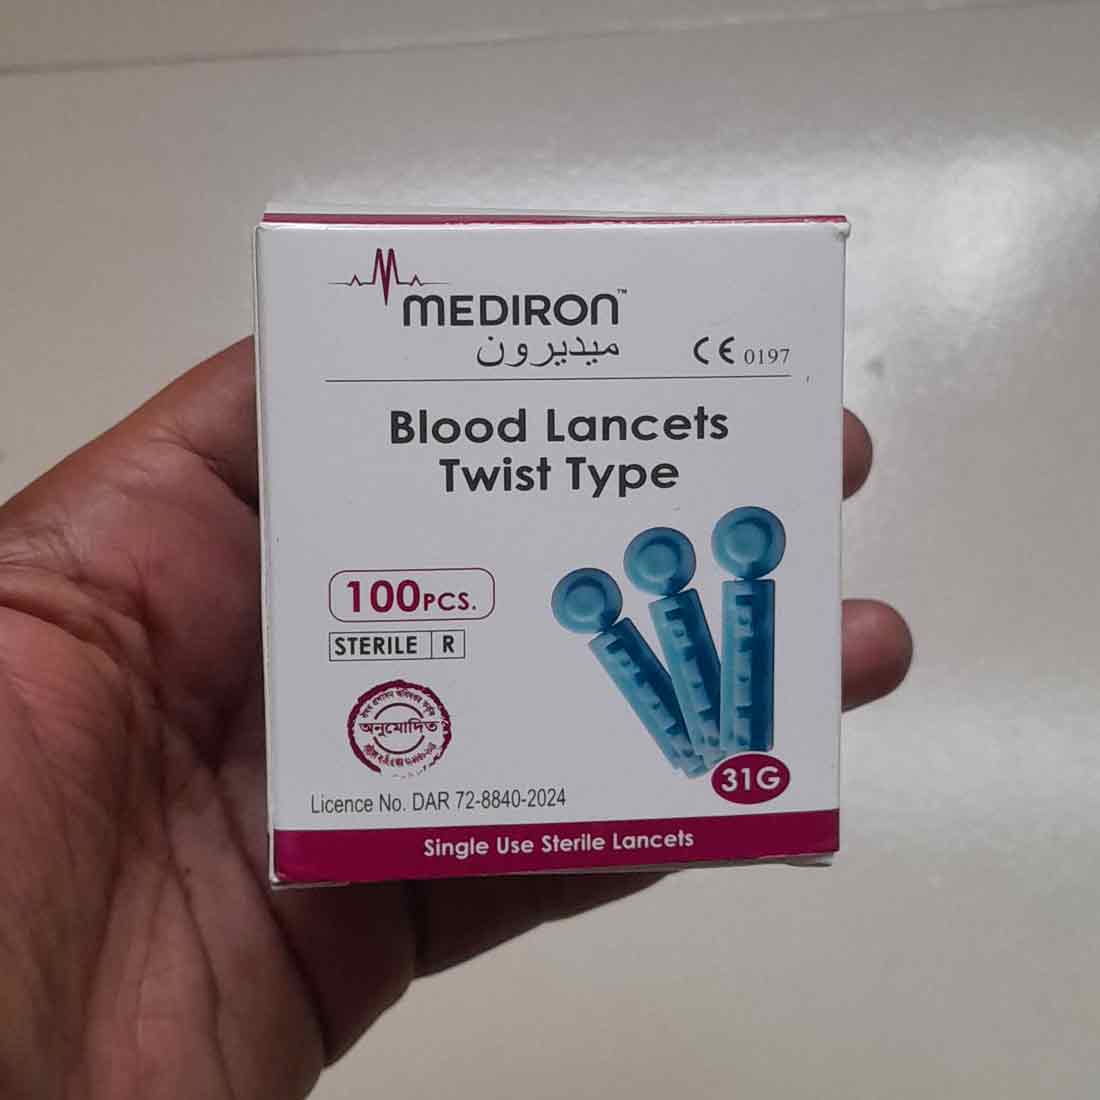 MEDIRON™
ميديرون
CE 0197
Blood Lancets
Twist Type
100PCS.
STERILE R
অনুমোদিত
31G
Licence No. DAR 72-8840-2024
Single Use Sterile Lancets